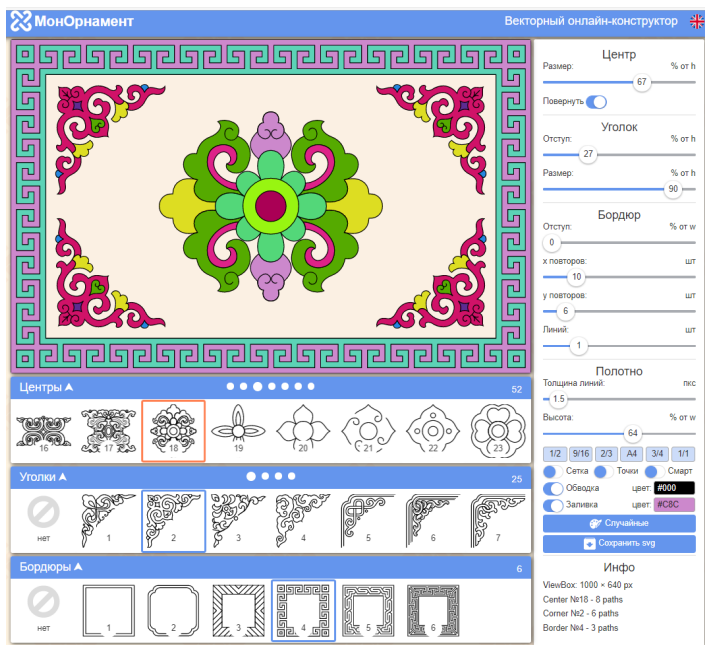 МонОрнамент
Векторный онлайн-конструктор
Центр
Размер: % от h
67
Повернуть
Уголок
Отступ: % от h
27
Размер: % от h
90
Бордюр
Отступ: % от w
0
x повторов: шт
10
y повторов: шт
6
Линий: шт
1
Полотно
Толщина линий: пкс
1.5
Высота: % от w
64
1/2 9/16 2/3 A4 3/4 1/1
Сетка Точки Смарт
Обводка цвет: #000
Заливка цвет: #C8C
Случайные
Сохранить svg
Инфо
ViewBox: 1000 × 640 px
Center №18 - 8 paths
Corner №2 - 6 paths
Border №4 - 3 paths
Центры 52
16 17 18 19 20 21 22 23
Уголки 25
нет 1 2 3 4 5 6 7
Бордюры 6
нет 1 2 3 4 5 6